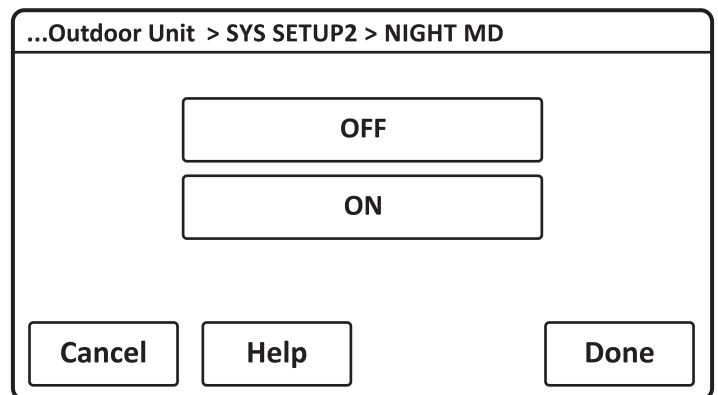 ...Outdoor Unit > SYS SETUP2 > NIGHT MD
OFF
ON
Cancel Help Done